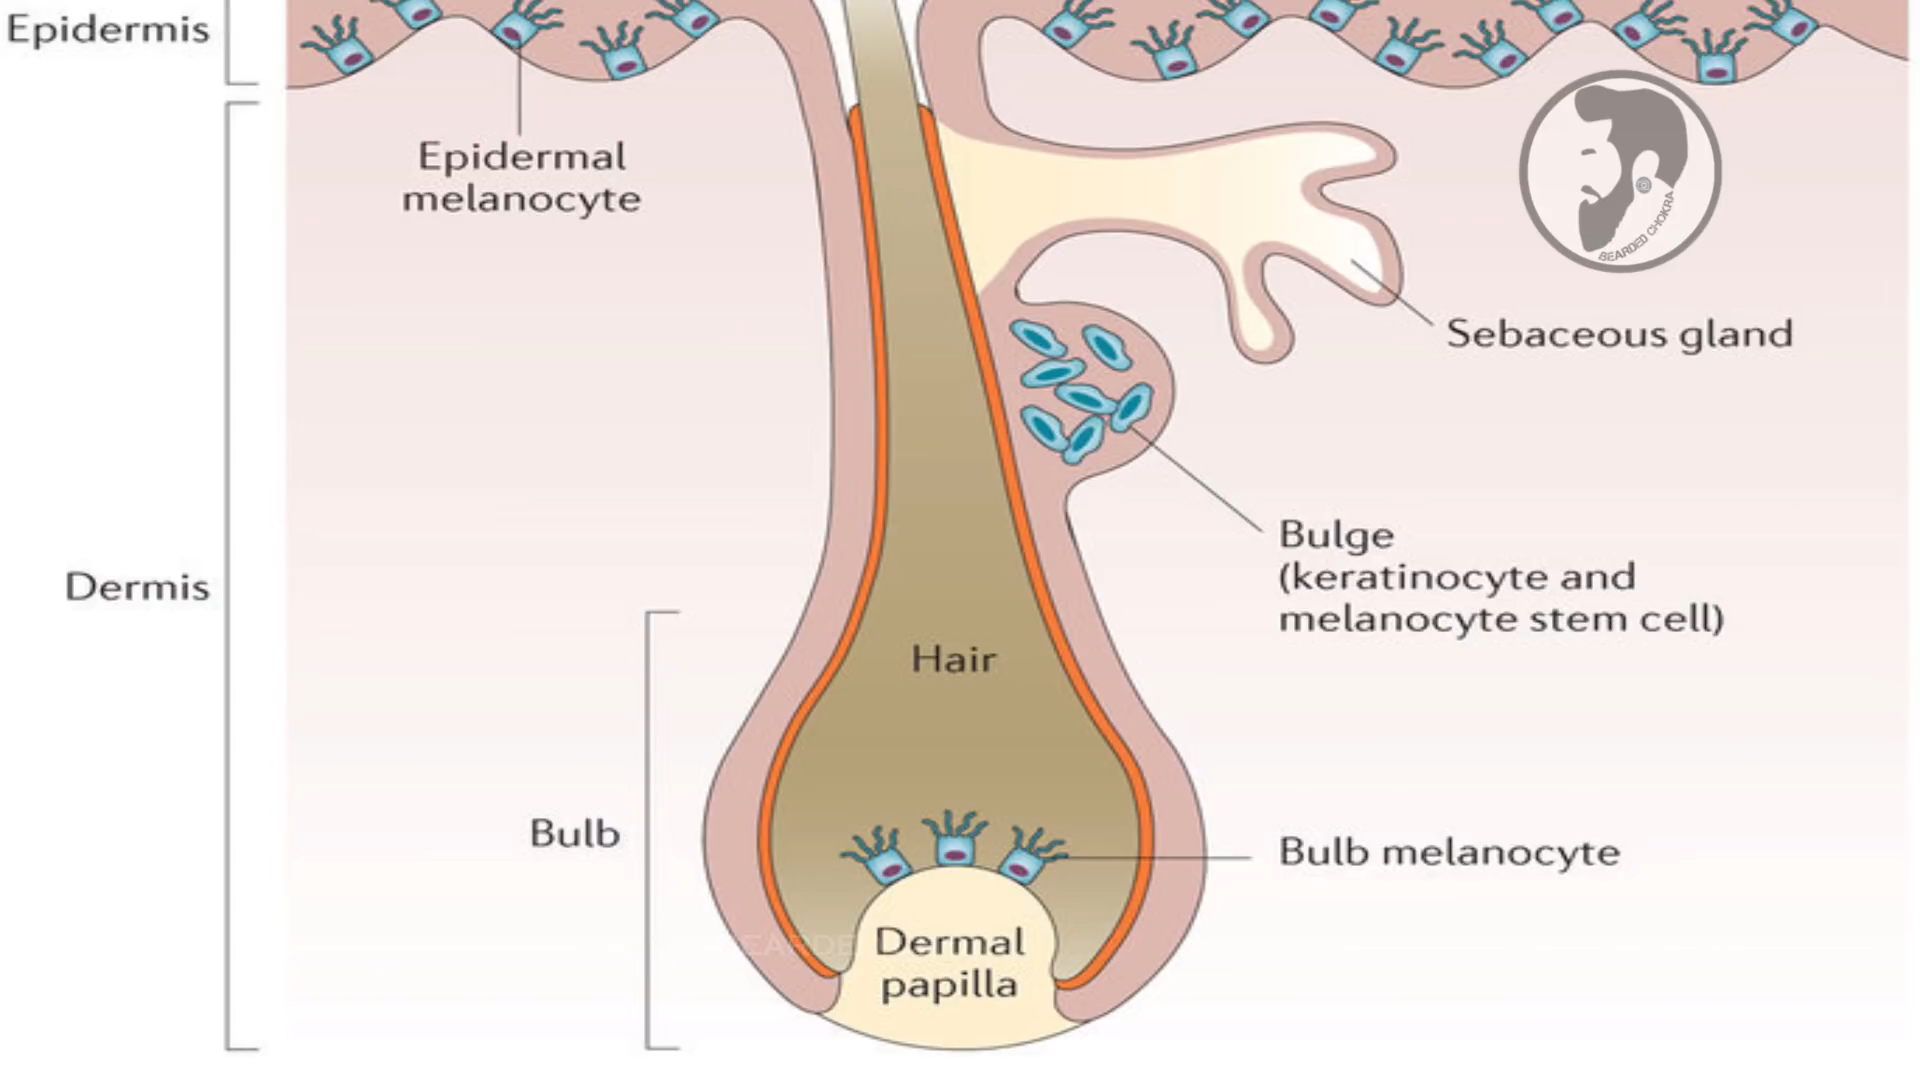 Epidermis
Epidermal
melanocyte
BEARDED CHOKRA
Sebaceous gland
Bulge
(keratinocyte and
melanocyte stem cell)
Dermis
Hair
Bulb
Bulb melanocyte
Dermal
papilla